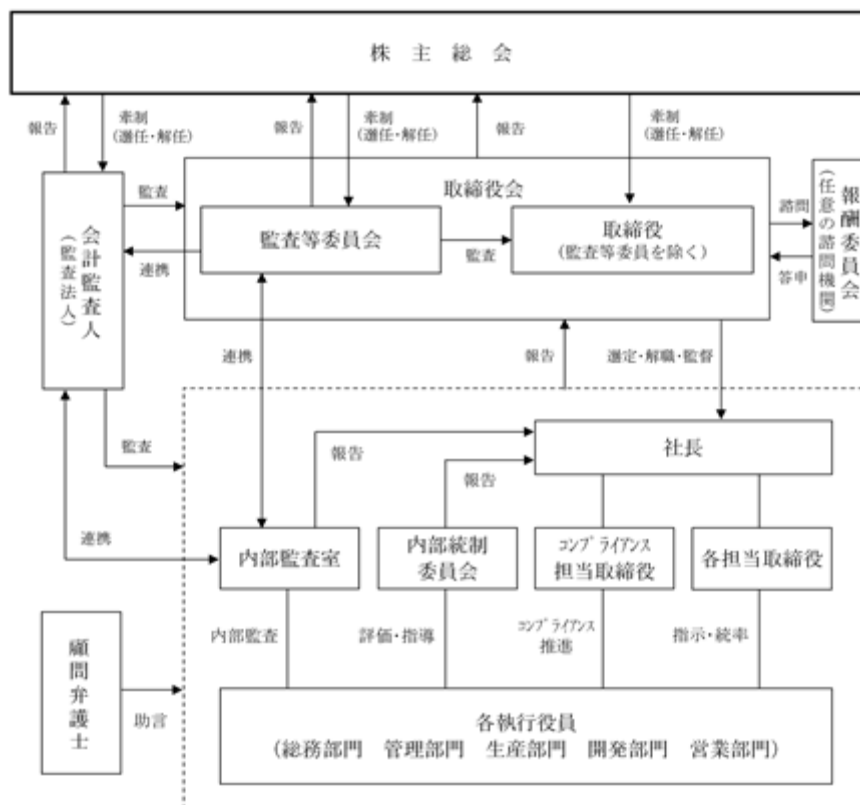 株主総会
報告
牽制
(選任・解任)
報告
牽制
(選任・解任)
報告
牽制
(選任・解任)
会計監査人
(監査法人)
監査
連携
取締役会
監査等委員会
監査
取締役
(監査等委員を除く)
諮問
答申
報酬委員会
(任意の諮問機関)
連携
報告
選定・解職・監督
監査
連携
社長
報告
報告
内部監査室
内部統制
委員会
コンプライアンス
担当取締役
各担当取締役
内部監査
評価・指導
コンプライアンス
推進
指示・統率
顧問弁護士
助言
各執行役員
(総務部門 管理部門 生産部門 開発部門 営業部門)